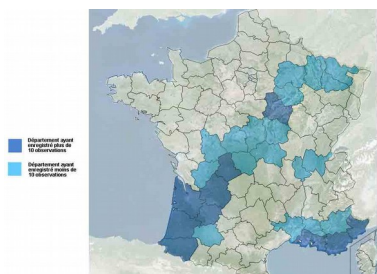 Département ayant
enregistré plus de
10 observations
Département ayant
enregistré moins de
10 observations